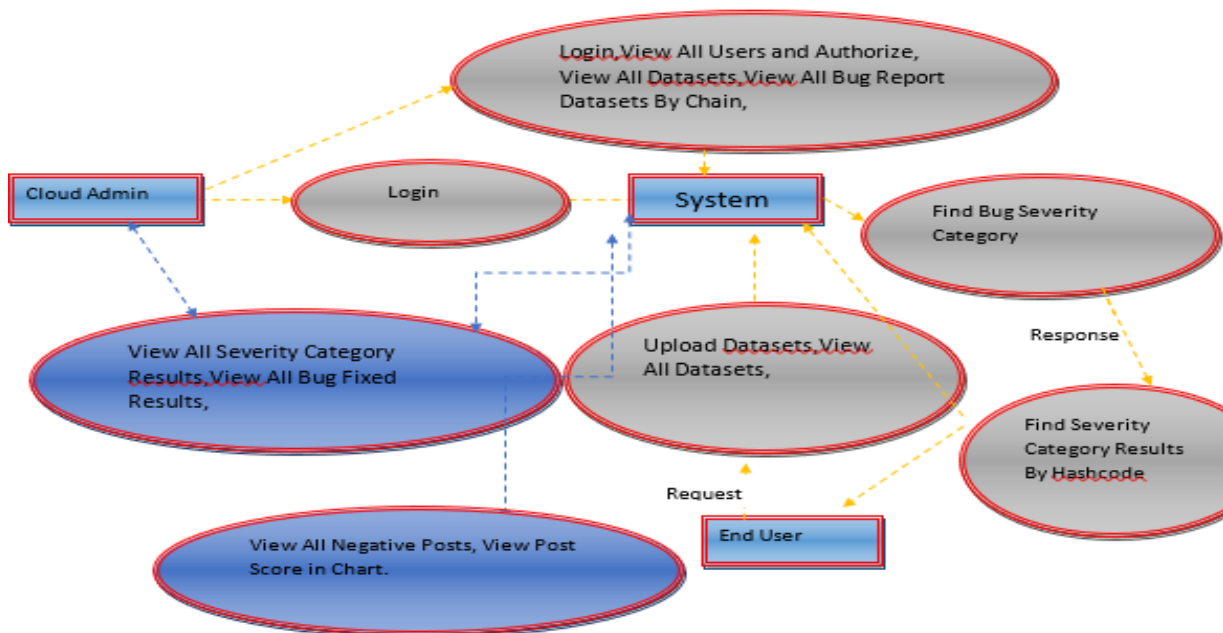 Login,View All Users and Authorize,
View All Datasets,View All Bug Report
Datasets By Chain,
Cloud Admin
Login
System
Find Bug Severity
Category
View All Severity Category
Results,View All Bug Fixed
Results,
Upload Datasets,View
All Datasets,
Response
Find Severity
Category Results
By Hashcode
Request
End User
View All Negative Posts, View Post
Score in Chart.